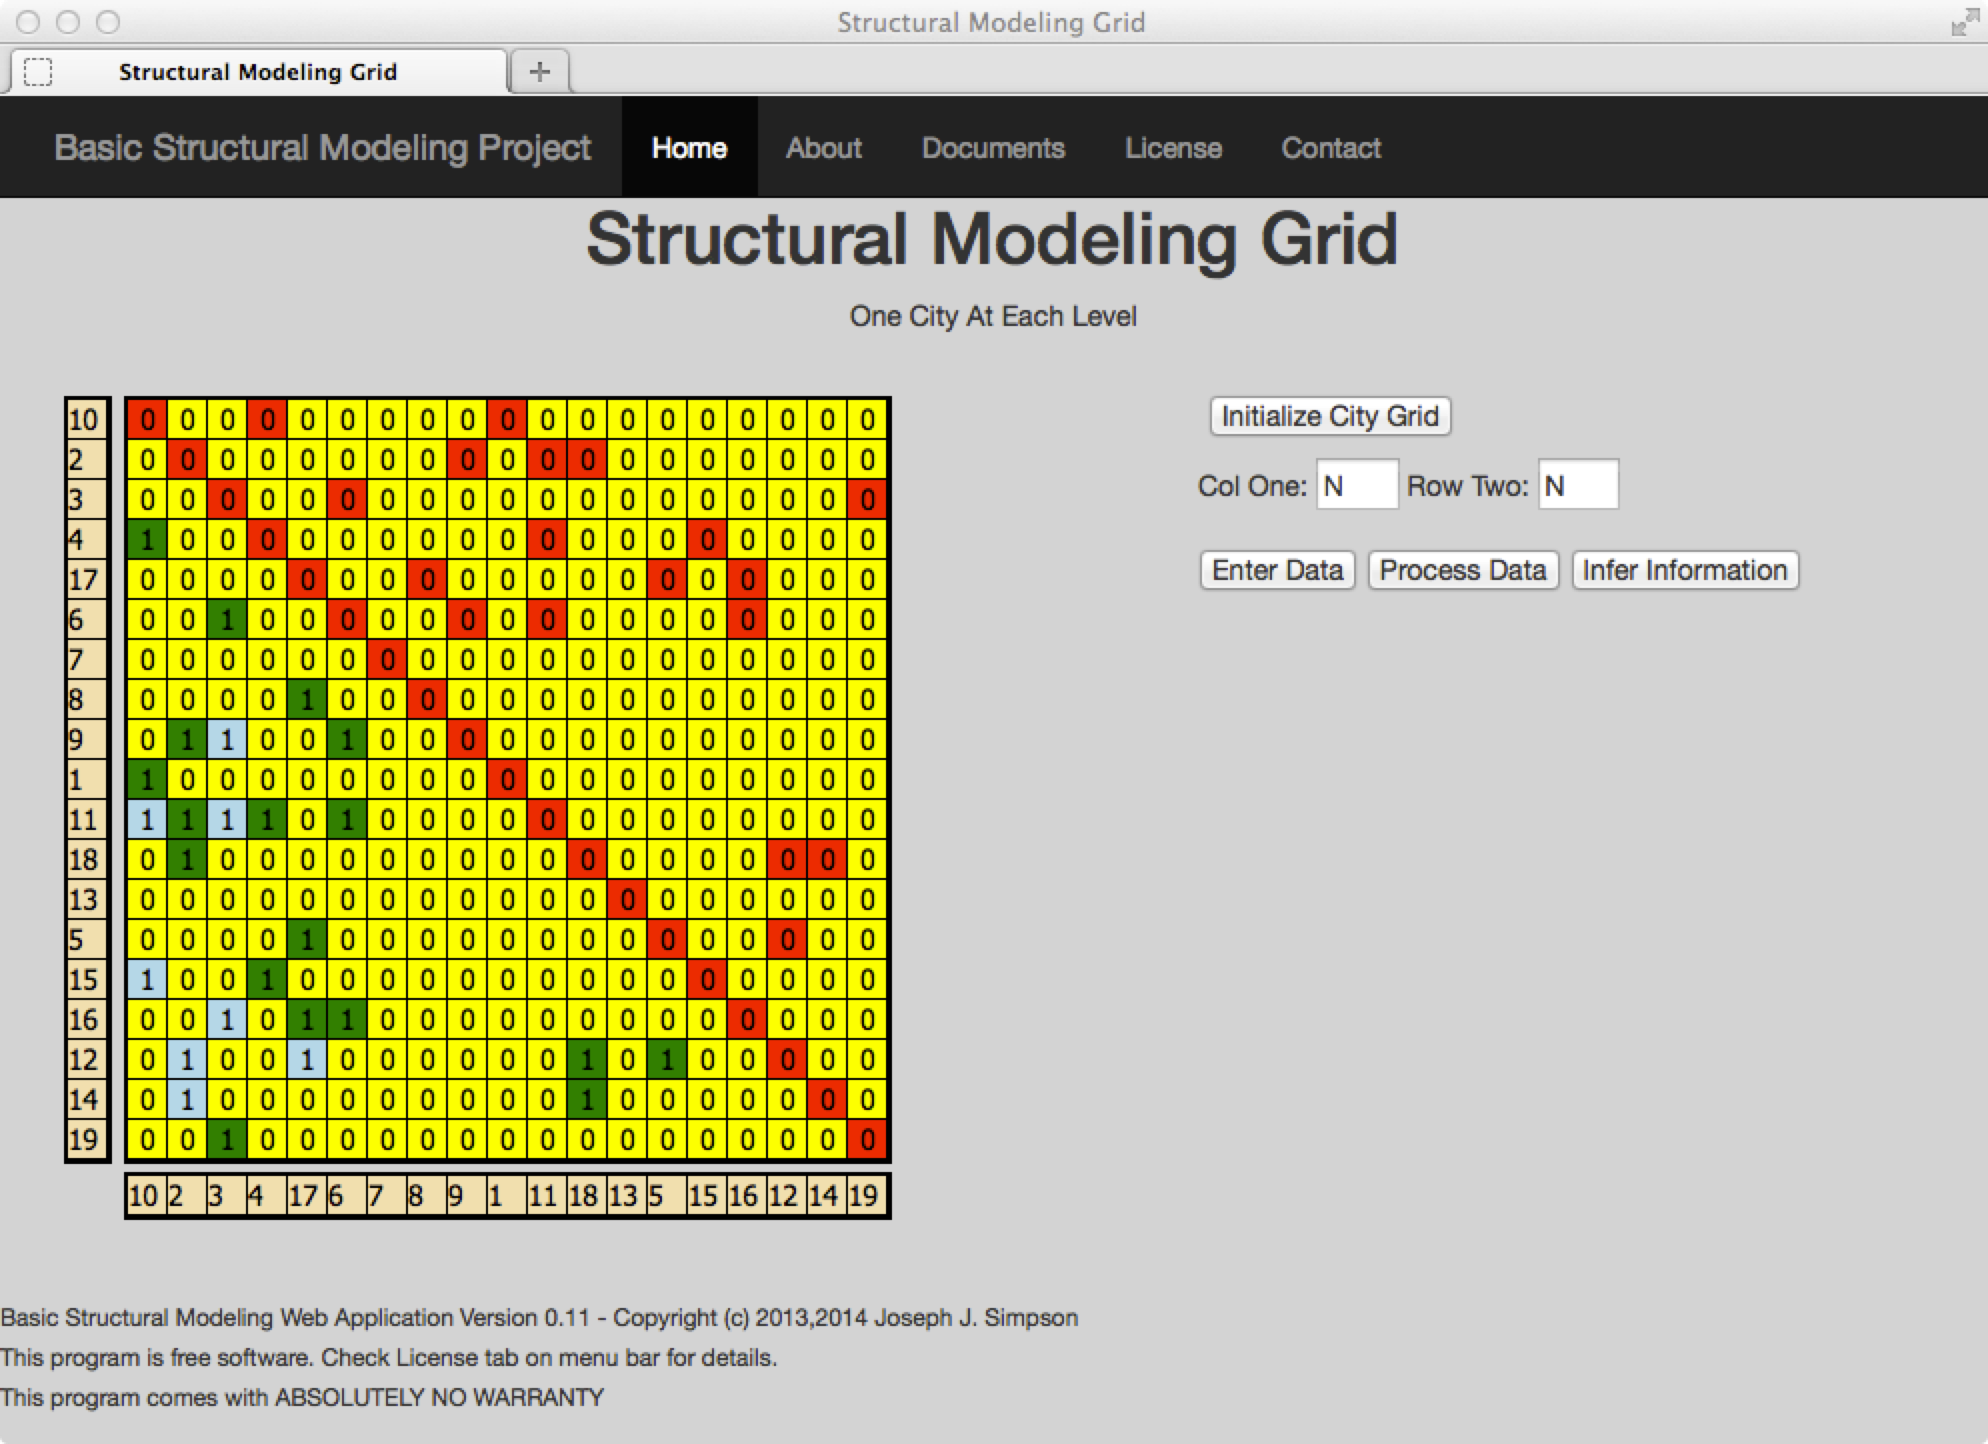 Structural Modeling Grid
Structural Modeling Grid +
Basic Structural Modeling Project Home About Documents License Contact
Structural Modeling Grid
One City At Each Level
10 0 0 0 0 0 0 0 0 0 0 0 0 0 0 0 0 0 0 0 Initialize City Grid
2 0 0 0 0 0 0 0 0 0 0 0 0 0 0 0 0 0 0 0
3 0 0 0 0 0 0 0 0 0 0 0 0 0 0 0 0 0 0 0 Col One: N Row Two: N
4 1 0 0 0 0 0 0 0 0 0 0 0 0 0 0 0 0 0 0
17 0 0 0 0 0 0 0 0 0 0 0 0 0 0 0 0 0 0 0 Enter Data Process Data Infer Information
6 0 0 1 0 0 0 0 0 0 0 0 0 0 0 0 0 0 0 0
7 0 0 0 0 0 0 0 0 0 0 0 0 0 0 0 0 0 0 0
8 0 0 0 0 1 0 0 0 0 0 0 0 0 0 0 0 0 0 0
9 0 1 1 0 0 1 0 0 0 0 0 0 0 0 0 0 0 0 0
1 1 0 0 0 0 0 0 0 0 0 0 0 0 0 0 0 0 0 0
11 1 1 1 1 0 1 0 0 0 0 0 0 0 0 0 0 0 0 0
18 0 1 0 0 0 0 0 0 0 0 0 0 0 0 0 0 0 0 0
13 0 0 0 0 0 0 0 0 0 0 0 0 0 0 0 0 0 0 0
5 0 0 0 0 1 0 0 0 0 0 0 0 0 0 0 0 0 0 0
15 1 0 0 1 0 0 0 0 0 0 0 0 0 0 0 0 0 0 0
16 0 0 1 0 1 1 0 0 0 0 0 0 0 0 0 0 0 0 0
12 0 1 0 0 1 0 0 0 0 0 0 1 0 1 0 0 0 0 0
14 0 1 0 0 0 0 0 0 0 0 0 1 0 0 0 0 0 0 0
19 0 0 1 0 0 0 0 0 0 0 0 0 0 0 0 0 0 0 0
10 2 3 4 17 6 7 8 9 1 11 18 13 5 15 16 12 14 19
Basic Structural Modeling Web Application Version 0.11 - Copyright (c) 2013,2014 Joseph J. Simpson
This program is free software. Check License tab on menu bar for details.
This program comes with ABSOLUTELY NO WARRANTY